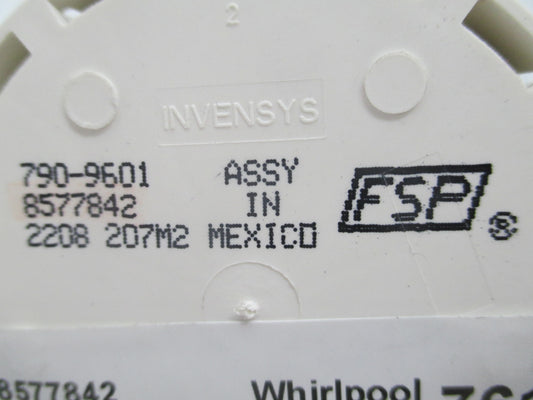 2
INVENSYS
790-9601 ASSY FSP
8577842 IN
2208 207M2 MEXICO ®
8577842 Whirlpool